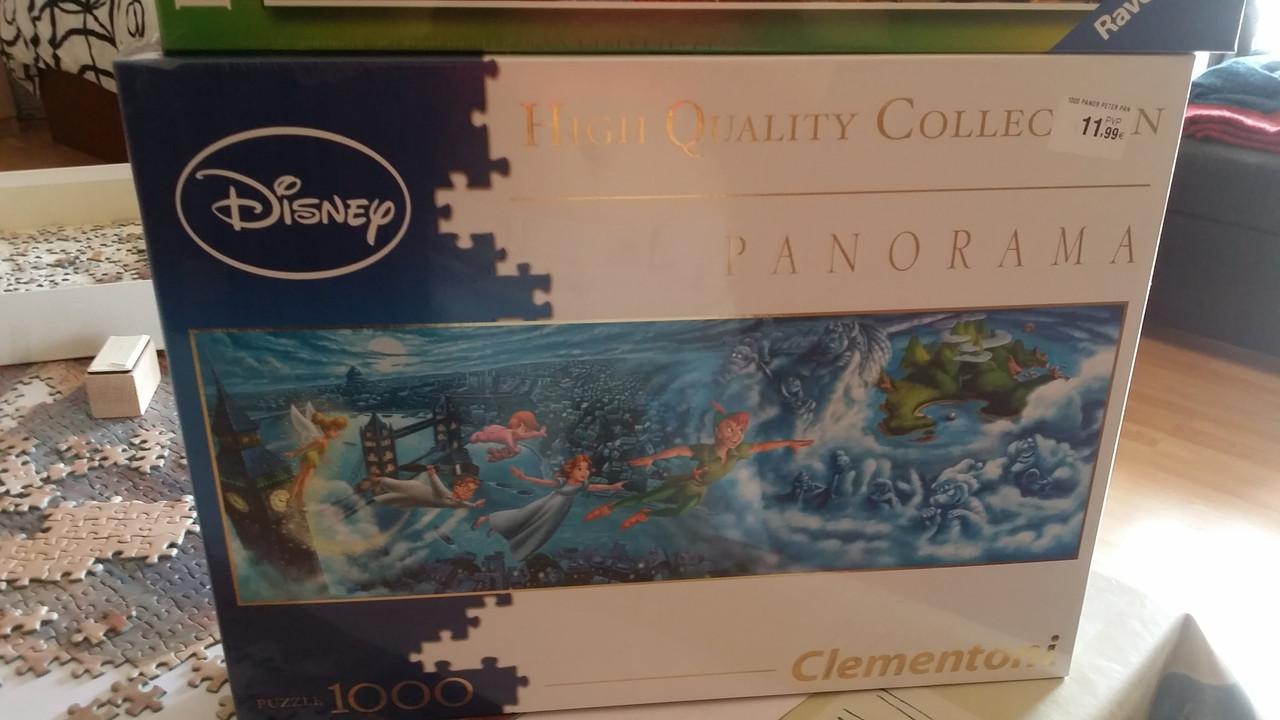 Rav
HIGH QUALITY COLLEC N
1000 PANOR PETER PAN
PVP
11,99€
DISNEY
PANORAMA
Clementoni
PUZZLE 1000